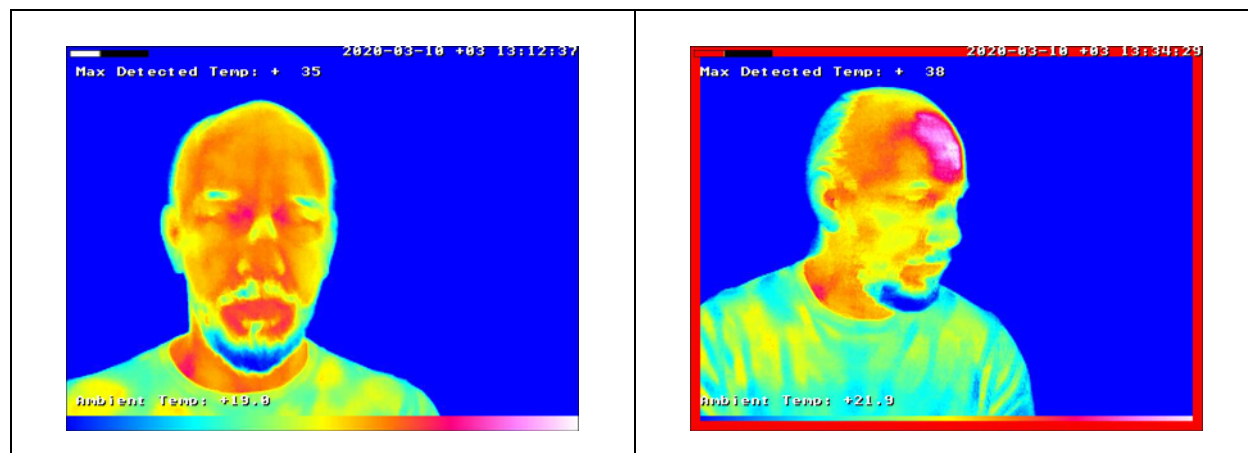 2020-03-10 +03 13:12:37
Max Detected Temp: + 35
Ambient Temp: +19.0
2020-03-10 +03 13:34:29
Max Detected Temp: + 38
Ambient Temp: +21.9